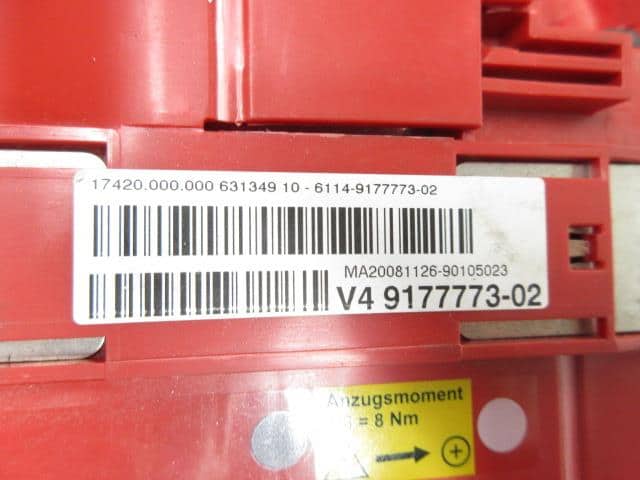 17420.000.000 631349 10 - 6114-9177773-02
MA20081126-90105023
V4 9177773-02
Anzugsmoment
= 8 Nm